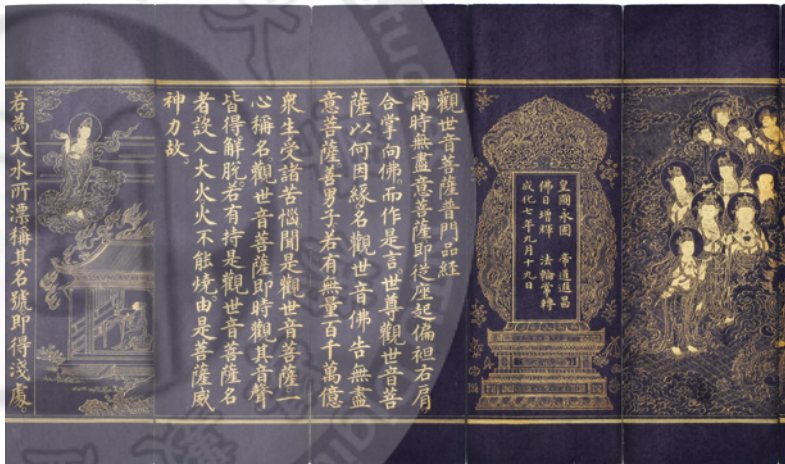 皇圖永固　帝道遐昌
佛日增輝　法輪常轉
成化七年九月十九日
觀世音菩薩普門品經
爾時無盡意菩薩即從座起偏袒右肩
合掌向佛。而作是言。世尊觀世音菩
薩以何因緣名觀世音佛告無盡
意菩薩善男子若有無量百千萬億
衆生受諸苦惱。聞是觀世音菩薩一
心稱名。觀世音菩薩即時觀其音聲
皆得解脫。若有持是觀世音菩薩名
者設入大火火不能燒。由是菩薩威
神力故。
若為大水所漂稱其名號即得淺處。